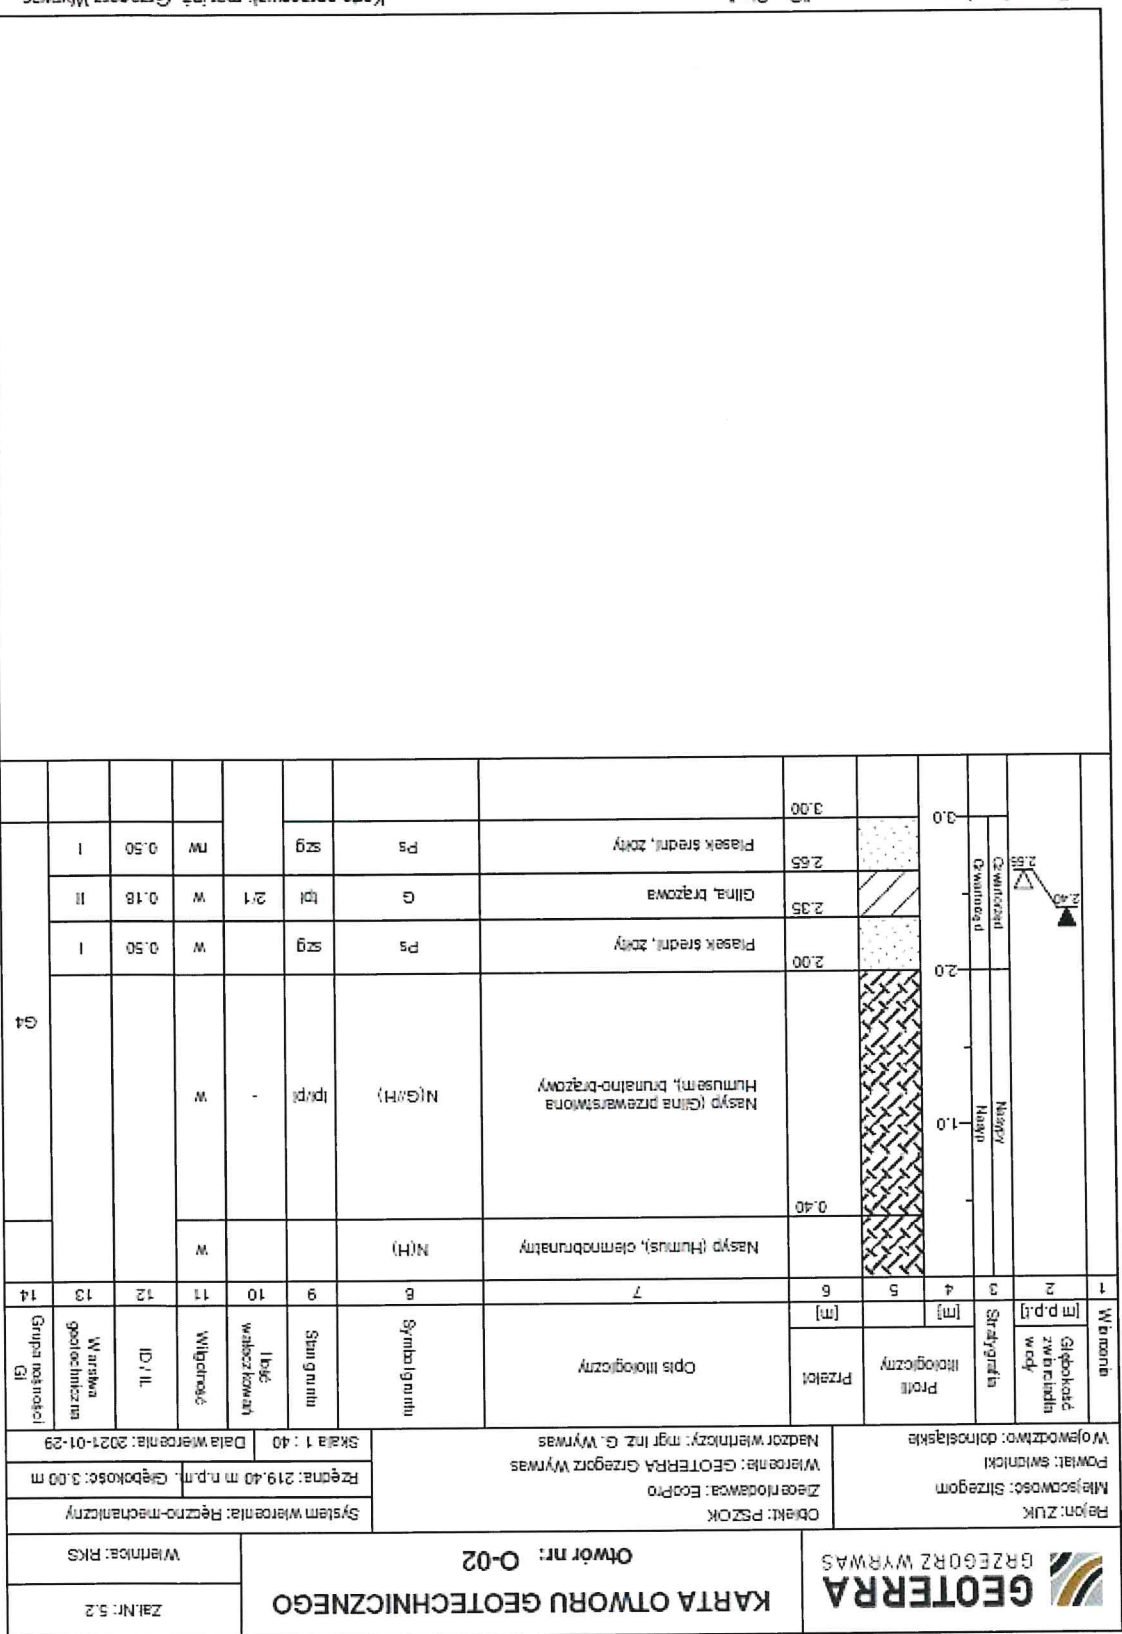 GEOTERRA
GRZEGORZ WYRWAS
KARTA OTWORU GEOTECHNICZNEGO
Otwór nr: O-02
Zał.Nr: 5.2
Wiertnica: RKS
Rejon: ZUK
Miejscowość: Strzegom
Powiat: świdnicki
Województwo: dolnośląskie
Obiekt: PSZOK
Zleceniodawca: EcoPro
Wiercenie: GEOTERRA Grzegorz Wyrwas
Nadzór wiertniczy: mgr inż. G. Wyrwas
System wiercenia: Ręczno-mechaniczny
Rzędna: 219.40 m n.p.m. Głębokość: 3.00 m
Skala 1 : 40 Data wiercenia: 2021-01-29
Wiercenie
Głębokość zwierciadła wody [m p.p.t.]
Stratygrafia
Profil litologiczny
[m]
Przelot [m]
Opis litologiczny
Symbol gruntu
Stan gruntu
Ilość wałeczkowań
Wilgotność
ID / IL
Warstwa geotechniczna
Grupa nośności Gi
1 2 3 4 5 6 7 8 9 10 11 12 13 14
Nasyp (Humus), ciemnobrunatny N(H) w
0.40
Nasyp (Glina przewarstwiona
Humusem), brunatno-brązowy N(G//H) tpl/pl - w
G4
Nasypy
Nasyp
1.0
2.0
2.00
Piasek średni, żółty Ps szg w 0.50 I
2.35
Glina, brązowa G tpl 2/1 w 0.18 II
2.65
Piasek średni, żółty Ps szg nw 0.50 I
3.00
3.0
Czwartorzęd
Czwartorzęd
2.40
2.65